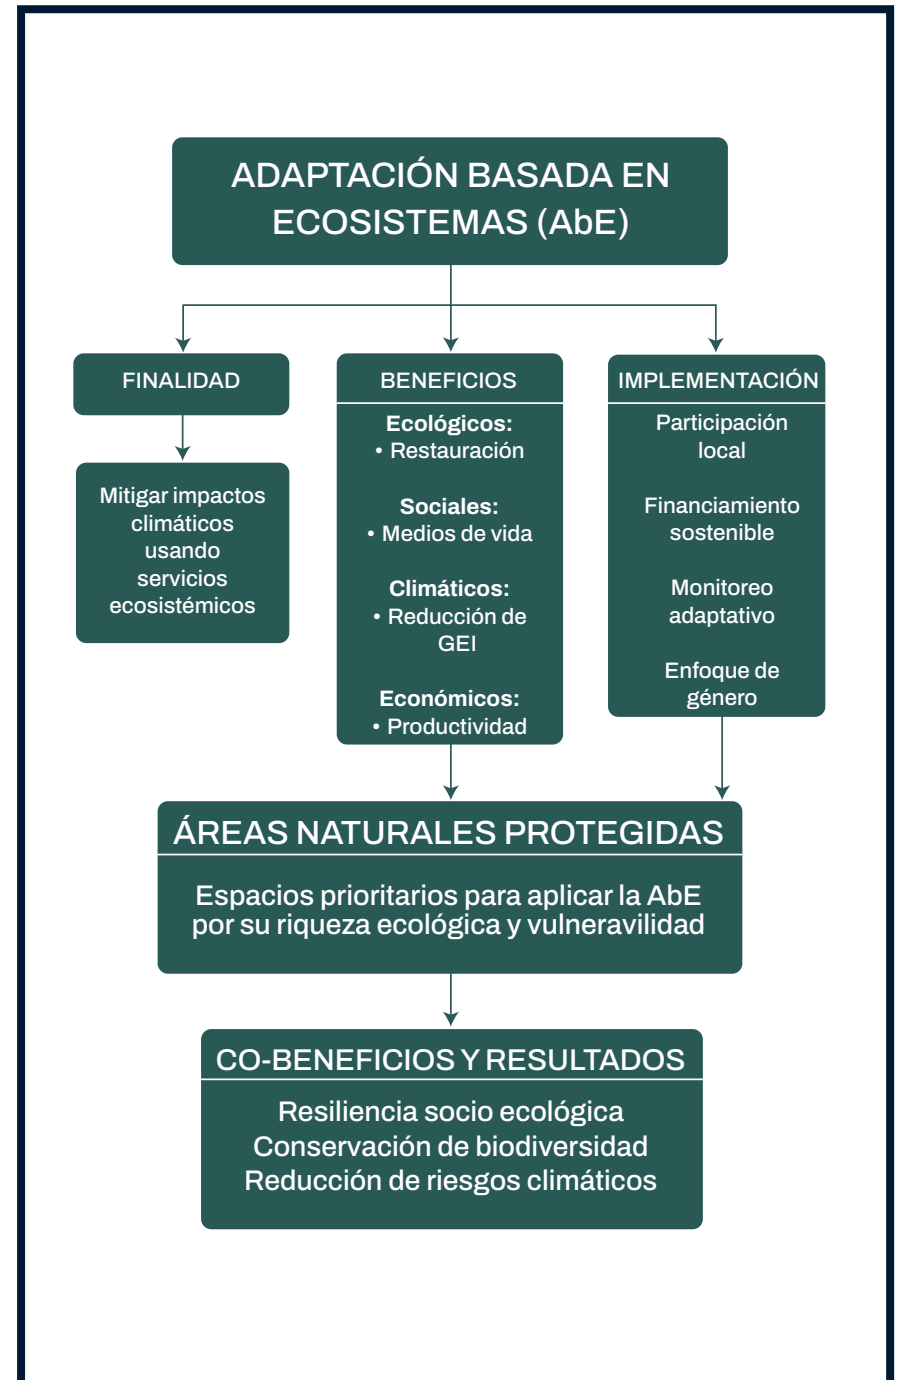 ADAPTACIÓN BASADA EN
ECOSISTEMAS (AbE)
FINALIDAD
Mitigar impactos
climáticos
usando
servicios
ecosistémicos
BENEFICIOS
Ecológicos:
• Restauración
Sociales:
• Medios de vida
Climáticos:
• Reducción de
GEI
Económicos:
• Productividad
IMPLEMENTACIÓN
Participación
local
Financiamiento
sostenible
Monitoreo
adaptativo
Enfoque de
género
ÁREAS NATURALES PROTEGIDAS
Espacios prioritarios para aplicar la AbE
por su riqueza ecológica y vulneravilidad
CO-BENEFICIOS Y RESULTADOS
Resiliencia socio ecológica
Conservación de biodiversidad
Reducción de riesgos climáticos